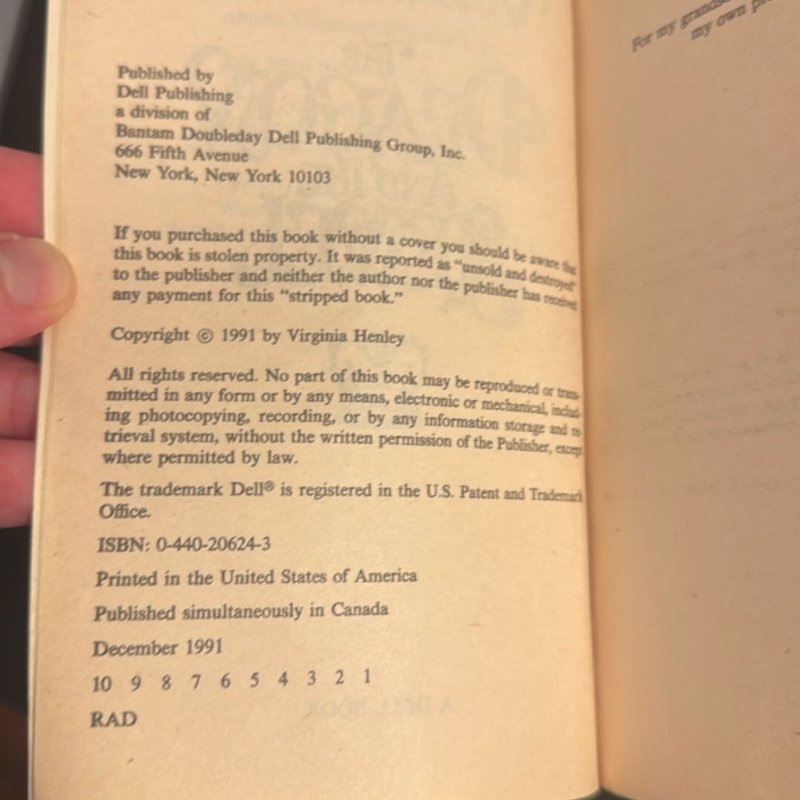 Published by
Dell Publishing
a division of
Bantam Doubleday Dell Publishing Group, Inc.
666 Fifth Avenue
New York, New York 10103
If you purchased this book without a cover you should be aware
this book is stolen property. It was reported as “unsold and destroyed”
to the publisher and neither the author nor the publisher has received
any payment for this “stripped book.”
Copyright © 1991 by Virginia Henley
All rights reserved. No part of this book may be reproduced or trans-
mitted in any form or by any means, electronic or mechanical, includ-
ing photocopying, recording, or by any information storage and re-
trieval system, without the written permission of the Publisher, except
where permitted by law.
The trademark Dell® is registered in the U.S. Patent and Trademark
Office.
ISBN: 0-440-20624-3
Printed in the United States of America
Published simultaneously in Canada
December 1991
10 9 8 7 6 5 4 3 2 1
RAD
For my
my own